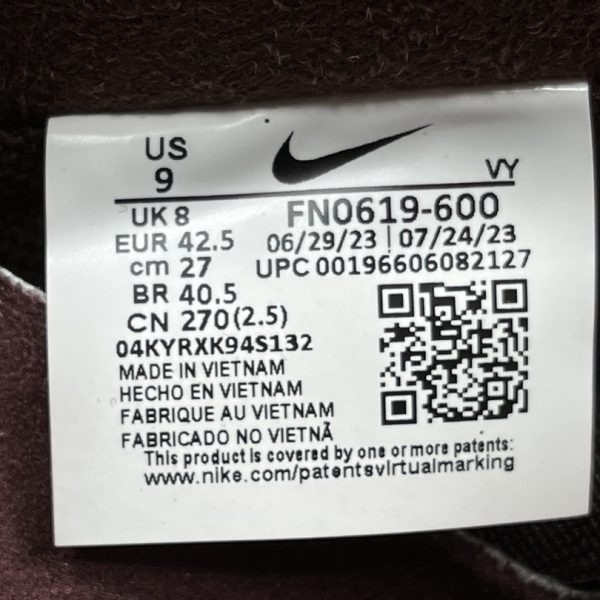 US
9
VY
UK 8
FN0619-600
EUR 42.5
06/29/23 | 07/24/23
cm 27
UPC 00196606082127
BR 40.5
CN 270(2.5)
04KYRXK94S132
MADE IN VIETNAM
HECHO EN VIETNAM
FABRIQUE AU VIETNAM
FABRICADO NO VIETNÃ
This product is covered by one or more patents:
www.nike.com/patentsvirtualmarking